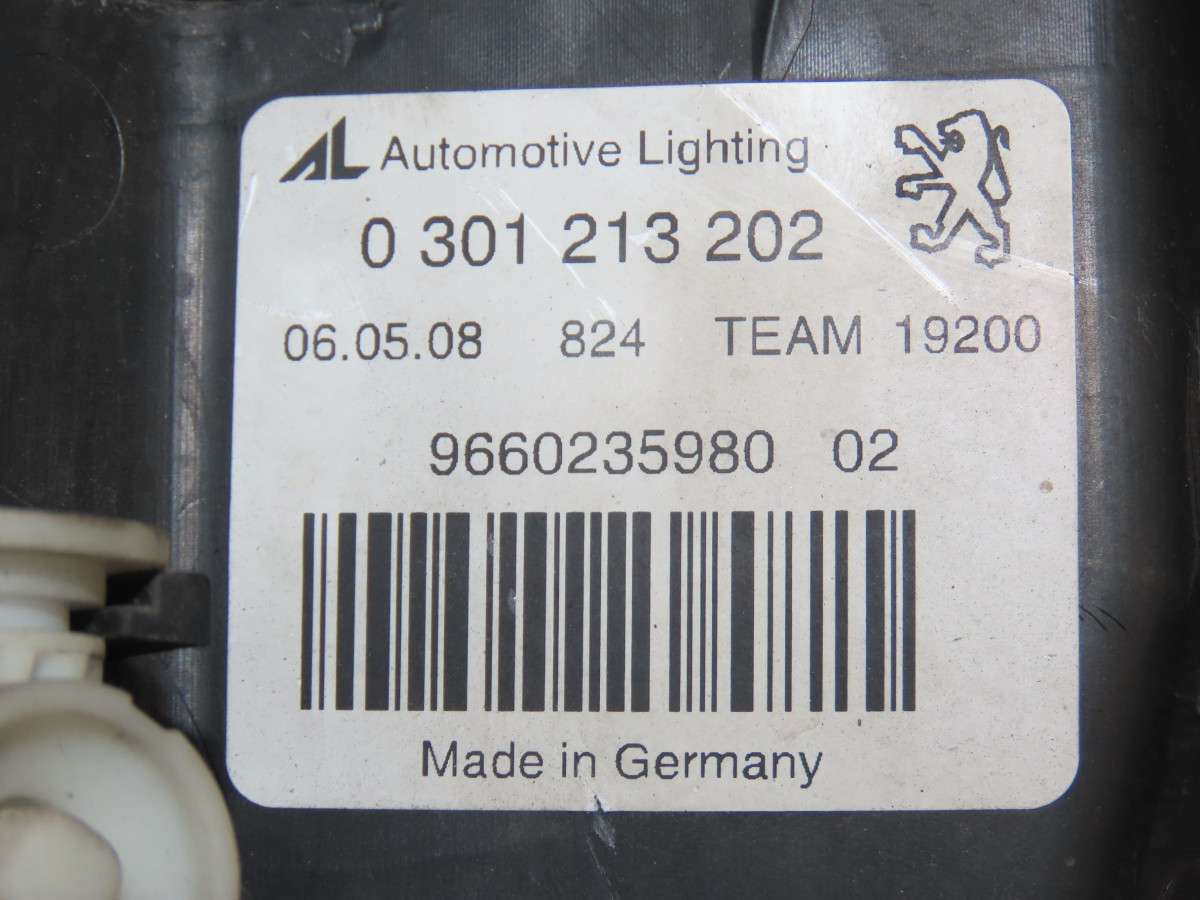 AL Automotive Lighting
0 301 213 202
06.05.08 824 TEAM 19200
9660235980 02
Made in Germany